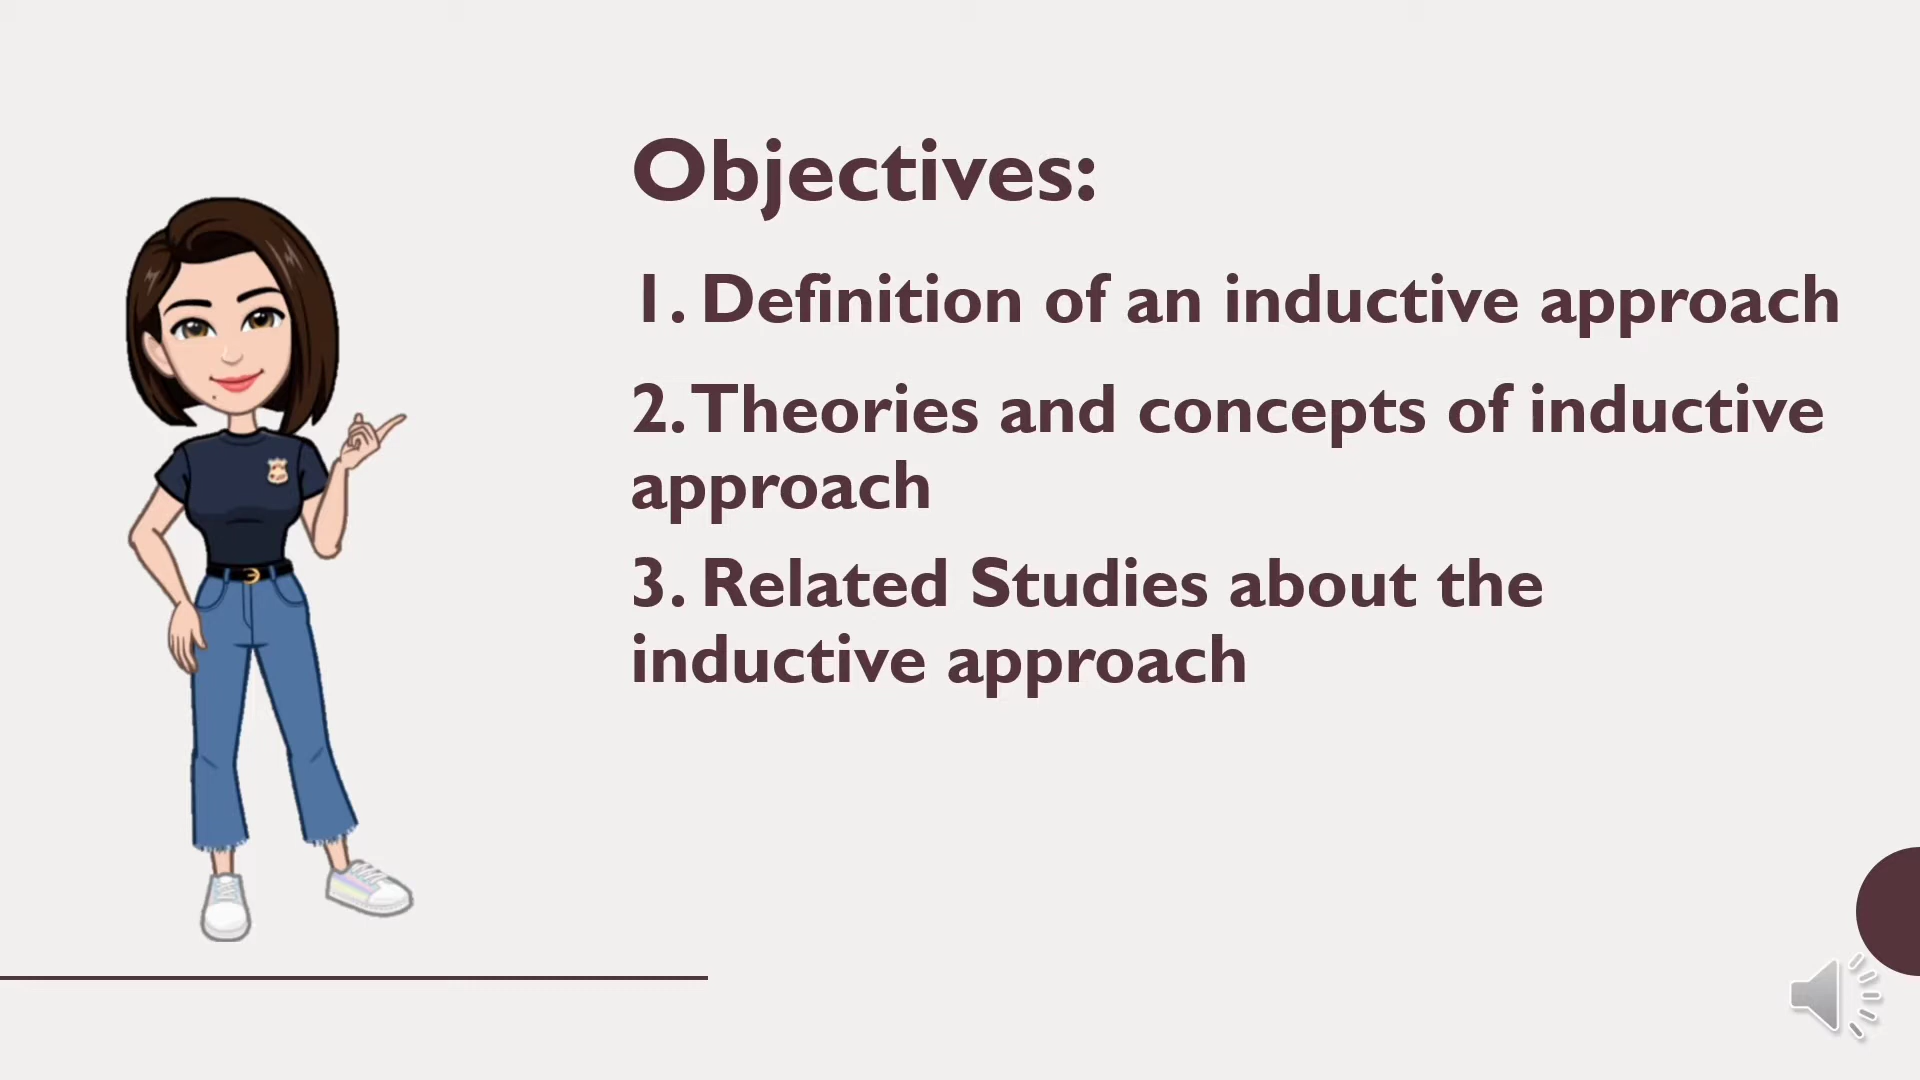 Objectives:
1. Definition of an inductive approach
2. Theories and concepts of inductive
approach
3. Related Studies about the
inductive approach